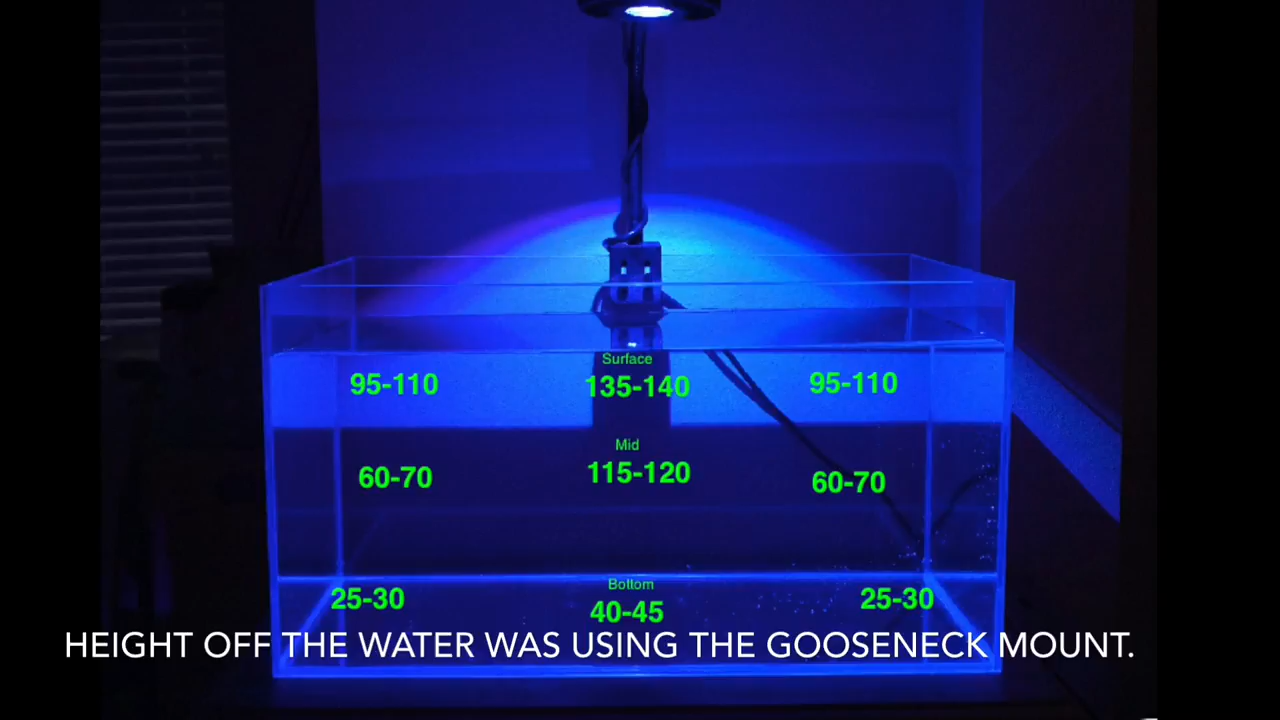 Surface
95-110 135-140 95-110
Mid
60-70 115-120 60-70
Bottom
25-30 40-45 25-30
HEIGHT OFF THE WATER WAS USING THE GOOSENECK MOUNT.